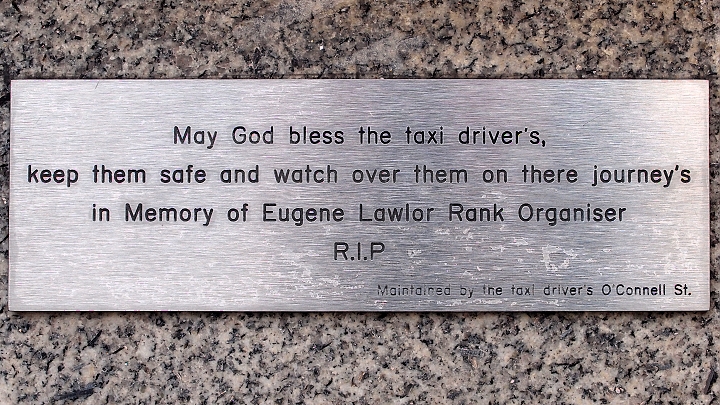 May God bless the taxi driver's,
keep them safe and watch over them on there journey's
in Memory of Eugene Lawlor Rank Organiser
R.I.P
Maintained by the taxi driver's O'Connell St.